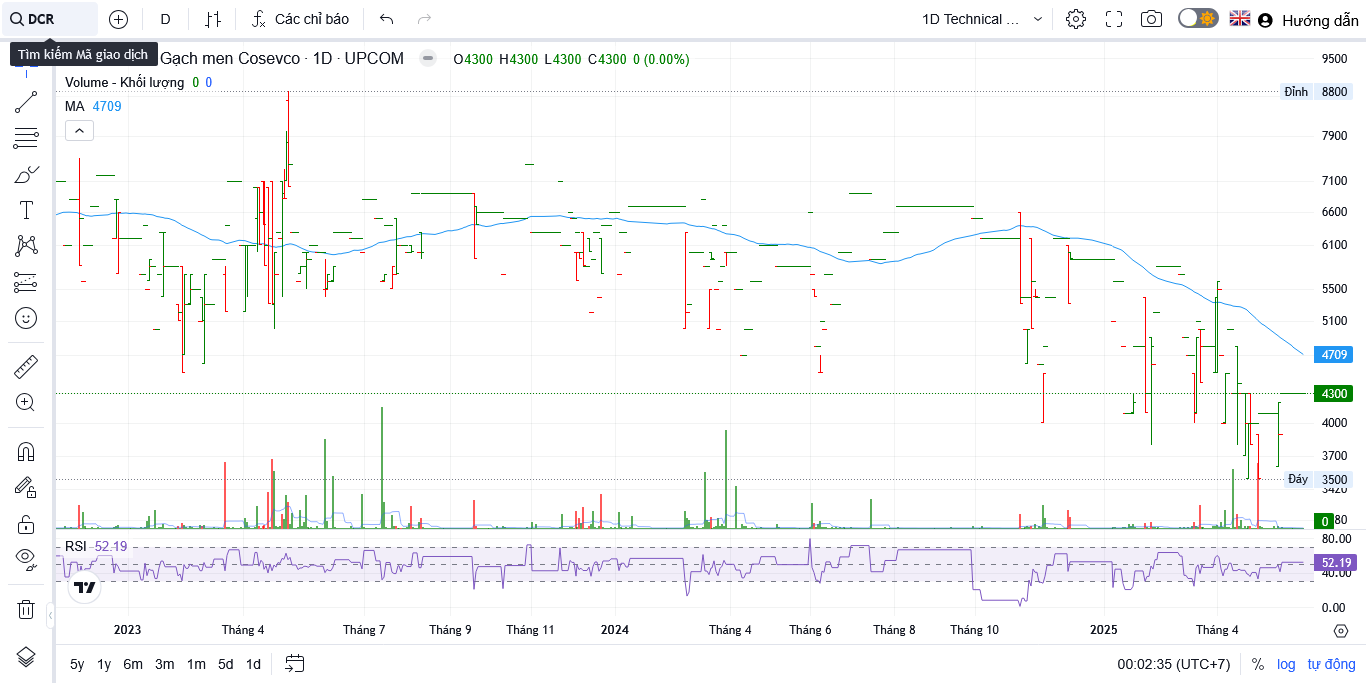 DCR
D
Các chỉ báo
1D Technical ...
Hướng dẫn
Tìm kiếm Mã giao dịch
Gạch men Cosevco · 1D · UPCOM
O4300 H4300 L4300 C4300 0 (0.00%)
Volume - Khối lượng 0 0
MA 4709
9500
Đỉnh 8800
7900
7100
6600
6100
5500
5100
4709
4300
4000
3700
Đáy 3500
3420
0
80
RSI 52.19
80.00
52.19
40.00
0.00
2023 Tháng 4 Tháng 7 Tháng 9 Tháng 11 2024 Tháng 4 Tháng 6 Tháng 8 Tháng 10 2025 Tháng 4
5y 1y 6m 3m 1m 5d 1d
00:02:35 (UTC+7) % log tự động